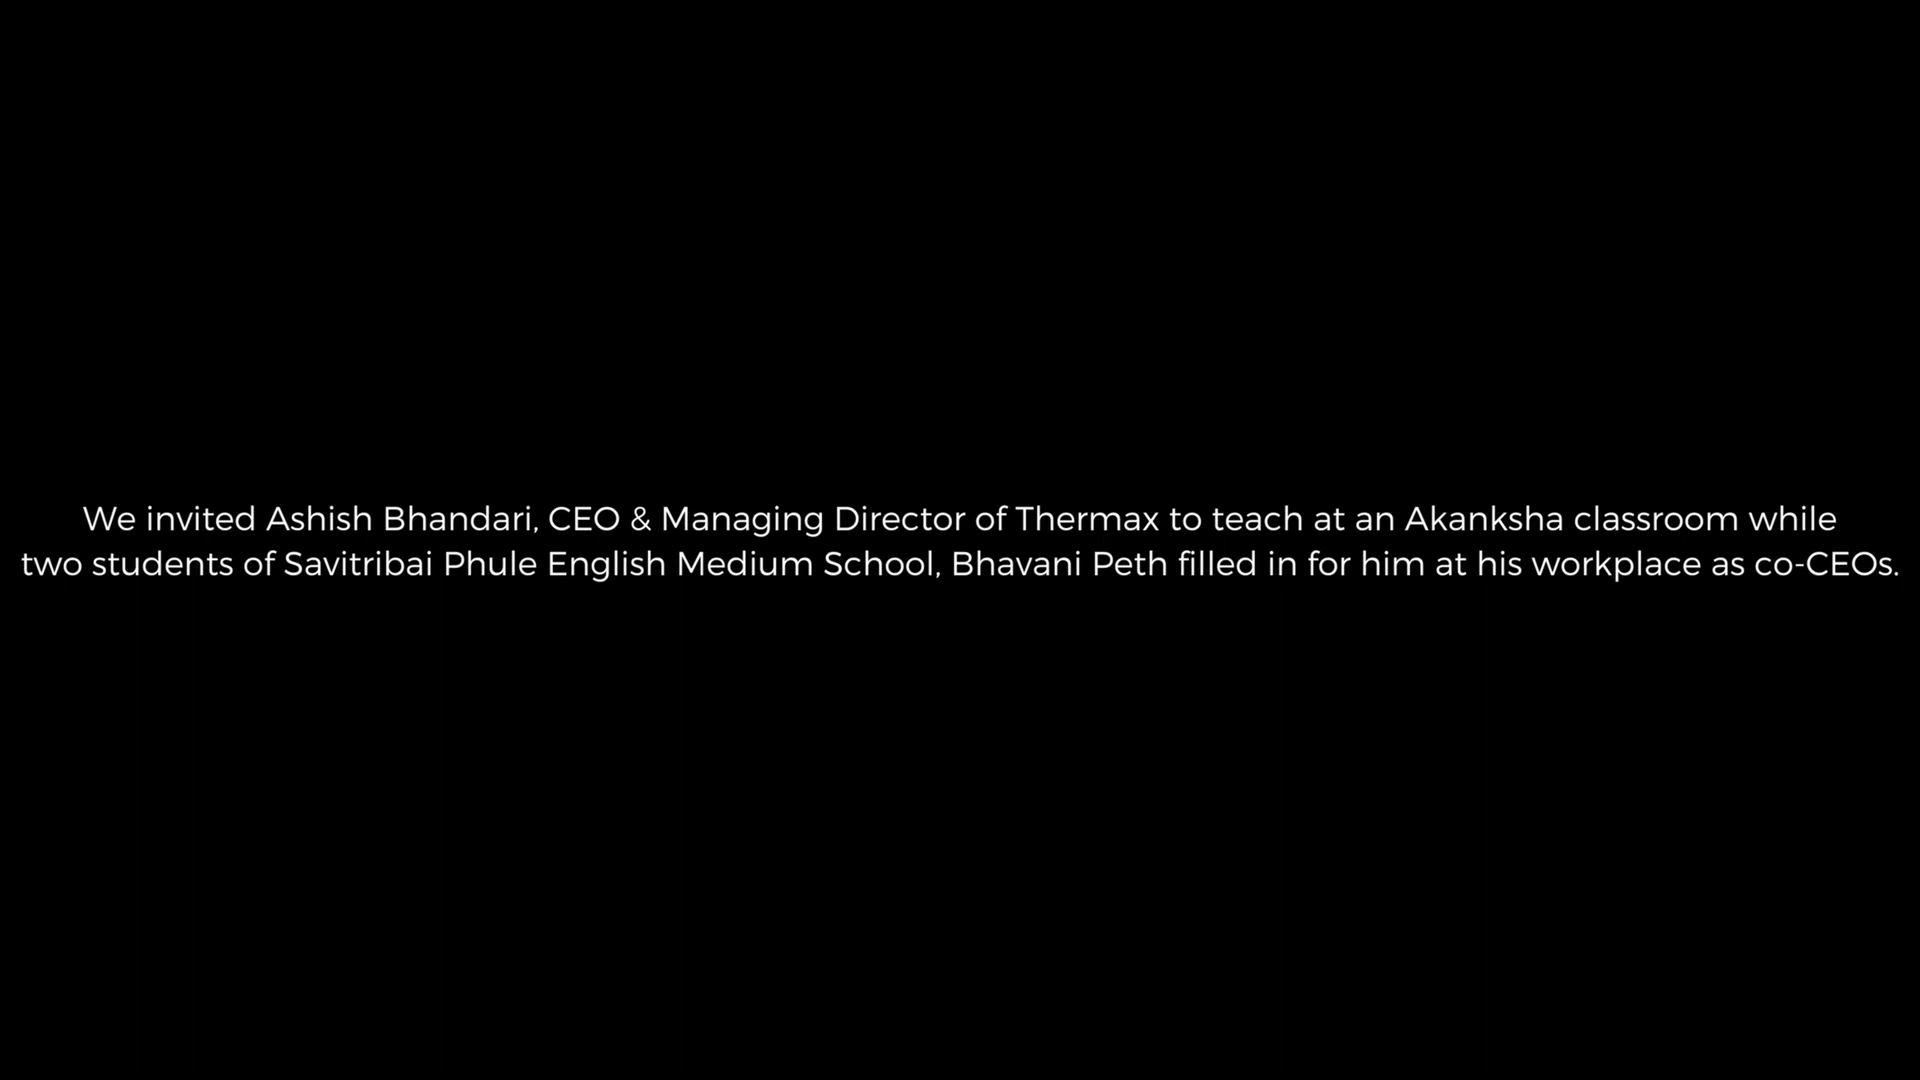 We invited Ashish Bhandari, CEO & Managing Director of Thermax to teach at an Akanksha classroom while
two students of Savitribai Phule English Medium School, Bhavani Peth filled in for him at his workplace as co-CEOs.